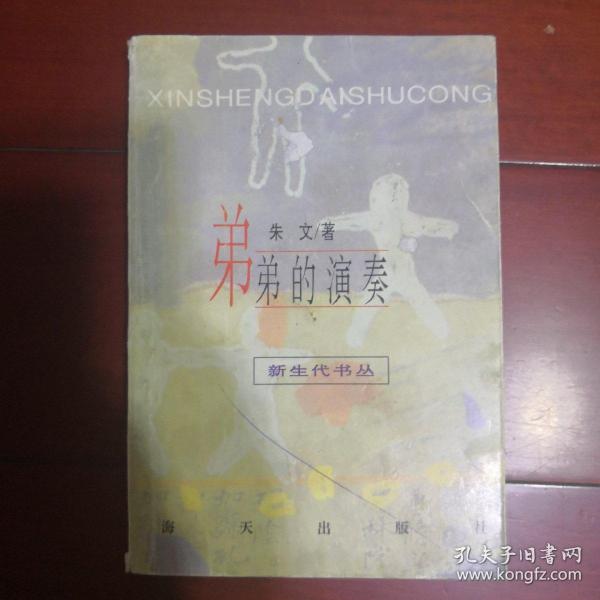 XINSHENGDAISHUCONG
朱 文/著
弟弟的演奏
新生代书丛
海天出版社
孔夫子旧书网
www.kongfz.com